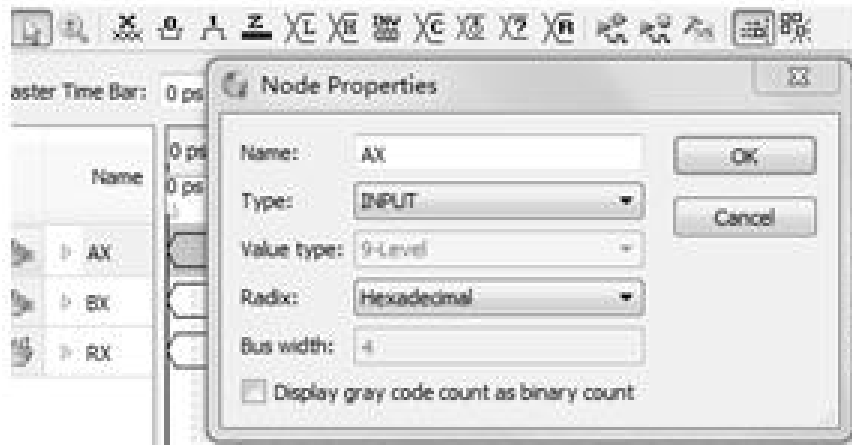 aster Time Bar: 0 ps
Node Properties
0 ps
0 ps
Name
AX
BX
RX
Name: AX
OK
Type: INPUT
Cancel
Value type: 9-Level
Radix: Hexadecimal
Bus width: 4
Display gray code count as binary count